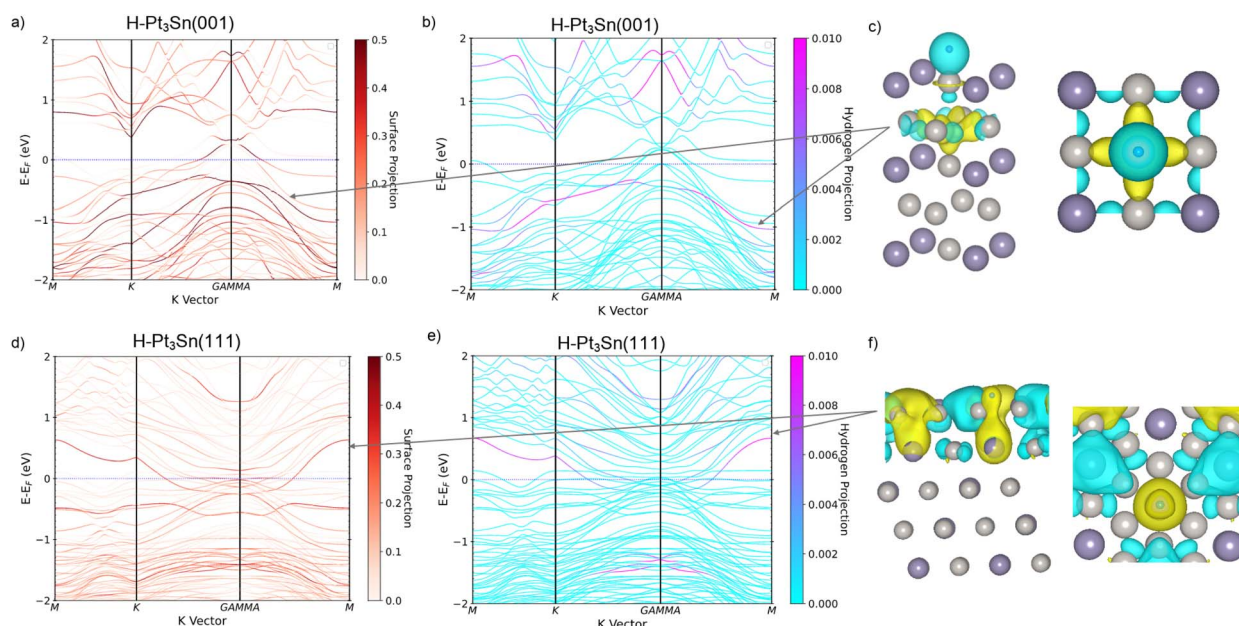 a)
H-Pt₃Sn(001)
2
1
0
−1
−2
E-E_F (eV)
M
K
GAMMA
M
K Vector
0.5
0.4
0.3
0.2
0.1
0.0
Surface Projection
b)
H-Pt₃Sn(001)
2
1
0
−1
−2
E-E_F (eV)
M
K
GAMMA
M
K Vector
0.010
0.008
0.006
0.004
0.002
0.000
Hydrogen Projection
c)
d)
H-Pt₃Sn(111)
2
1
0
−1
−2
E-E_F (eV)
M
K
GAMMA
M
K Vector
0.5
0.4
0.3
0.2
0.1
0.0
Surface Projection
e)
H-Pt₃Sn(111)
2
1
0
−1
−2
E-E_F (eV)
M
K
GAMMA
M
K Vector
0.010
0.008
0.006
0.004
0.002
0.000
Hydrogen Projection
f)